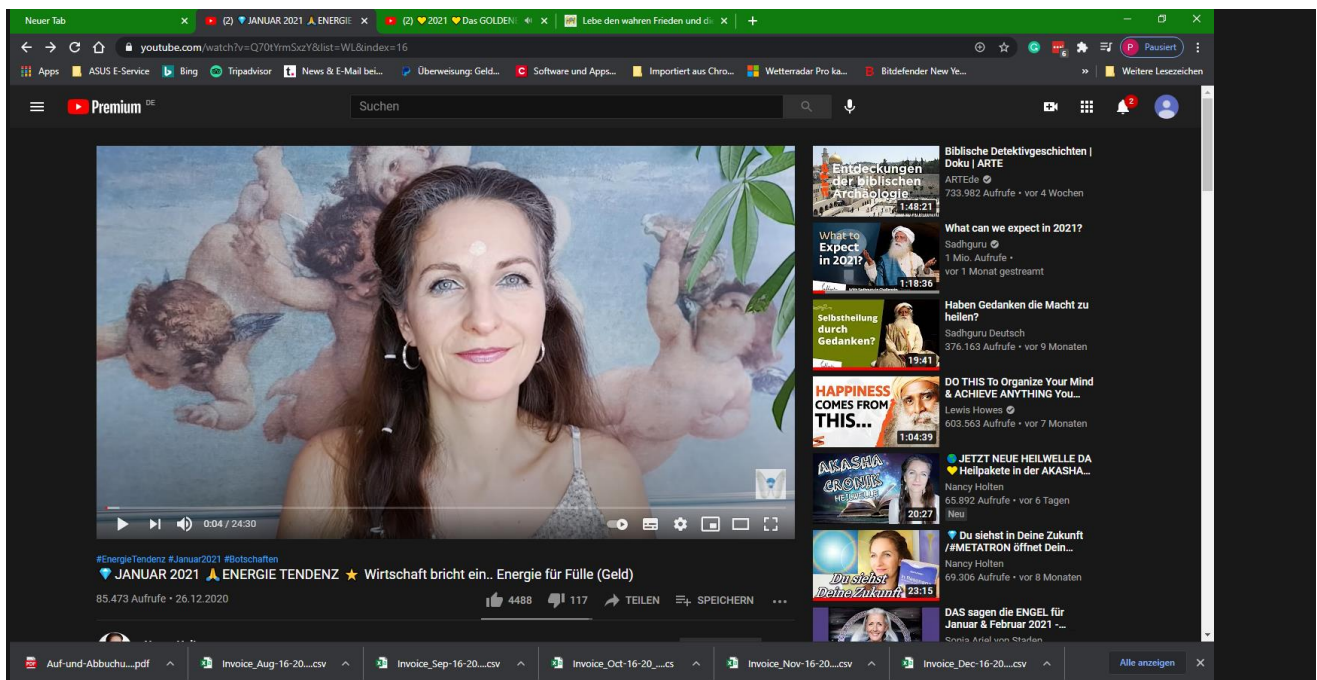 Neuer Tab
(2) 💎 JANUAR 2021 🙏 ENERGIE
(2) 💛 2021 💛 Das GOLDEN
Lebe den wahren Frieden und di
youtube.com/watch?v=Q70tYrmSxzY&list=WL&index=16
6
P Pausiert
Apps
ASUS E-Service
Bing
Tripadvisor
News & E-Mail bei...
Überweisung: Geld...
Software und Apps...
Importiert aus Chro...
Wetterradar Pro ka...
Bitdefender New Ye...
»
Weitere Lesezeichen
Premium DE
Suchen
2
0:04 / 24:30
#EnergieTendenz #Januar2021 #Botschaften
💎 JANUAR 2021 🙏 ENERGIE TENDENZ ★ Wirtschaft bricht ein.. Energie für Fülle (Geld)
85.473 Aufrufe • 26.12.2020
4488
117
TEILEN
SPEICHERN
...
Entdeckungen
der biblischen
Archäologie
1:48:21
Biblische Detektivgeschichten |
Doku | ARTE
ARTEde
733.982 Aufrufe • vor 4 Wochen
What to
Expect
in 2021?
1:18:36
What can we expect in 2021?
Sadhguru
1 Mio. Aufrufe •
vor 1 Monat gestreamt
Selbstheilung
durch
Gedanken?
19:41
Haben Gedanken die Macht zu
heilen?
Sadhguru Deutsch
376.163 Aufrufe • vor 9 Monaten
HAPPINESS
COMES FROM
THIS...
1:04:39
DO THIS To Organize Your Mind
& ACHIEVE ANYTHING You...
Lewis Howes
603.563 Aufrufe • vor 7 Monaten
AKASHA
CRONIK
HEILWELLE
20:27
JETZT NEUE HEILWELLE DA
💛 Heilpakete in der AKASHA...
Nancy Holten
65.892 Aufrufe • vor 6 Tagen
Neu
Du siehst
Deine Zukunft
23:15
💎 Du siehst in Deine Zukunft
/#METATRON öffnet Dein...
Nancy Holten
69.306 Aufrufe • vor 8 Monaten
DAS sagen die ENGEL für
Januar & Februar 2021 -...
Sonja Ariel von Staden
Auf-und-Abbuchu....pdf
Invoice_Aug-16-20....csv
Invoice_Sep-16-20....csv
Invoice_Oct-16-20_....cs
Invoice_Nov-16-20....csv
Invoice_Dec-16-20....csv
Alle anzeigen